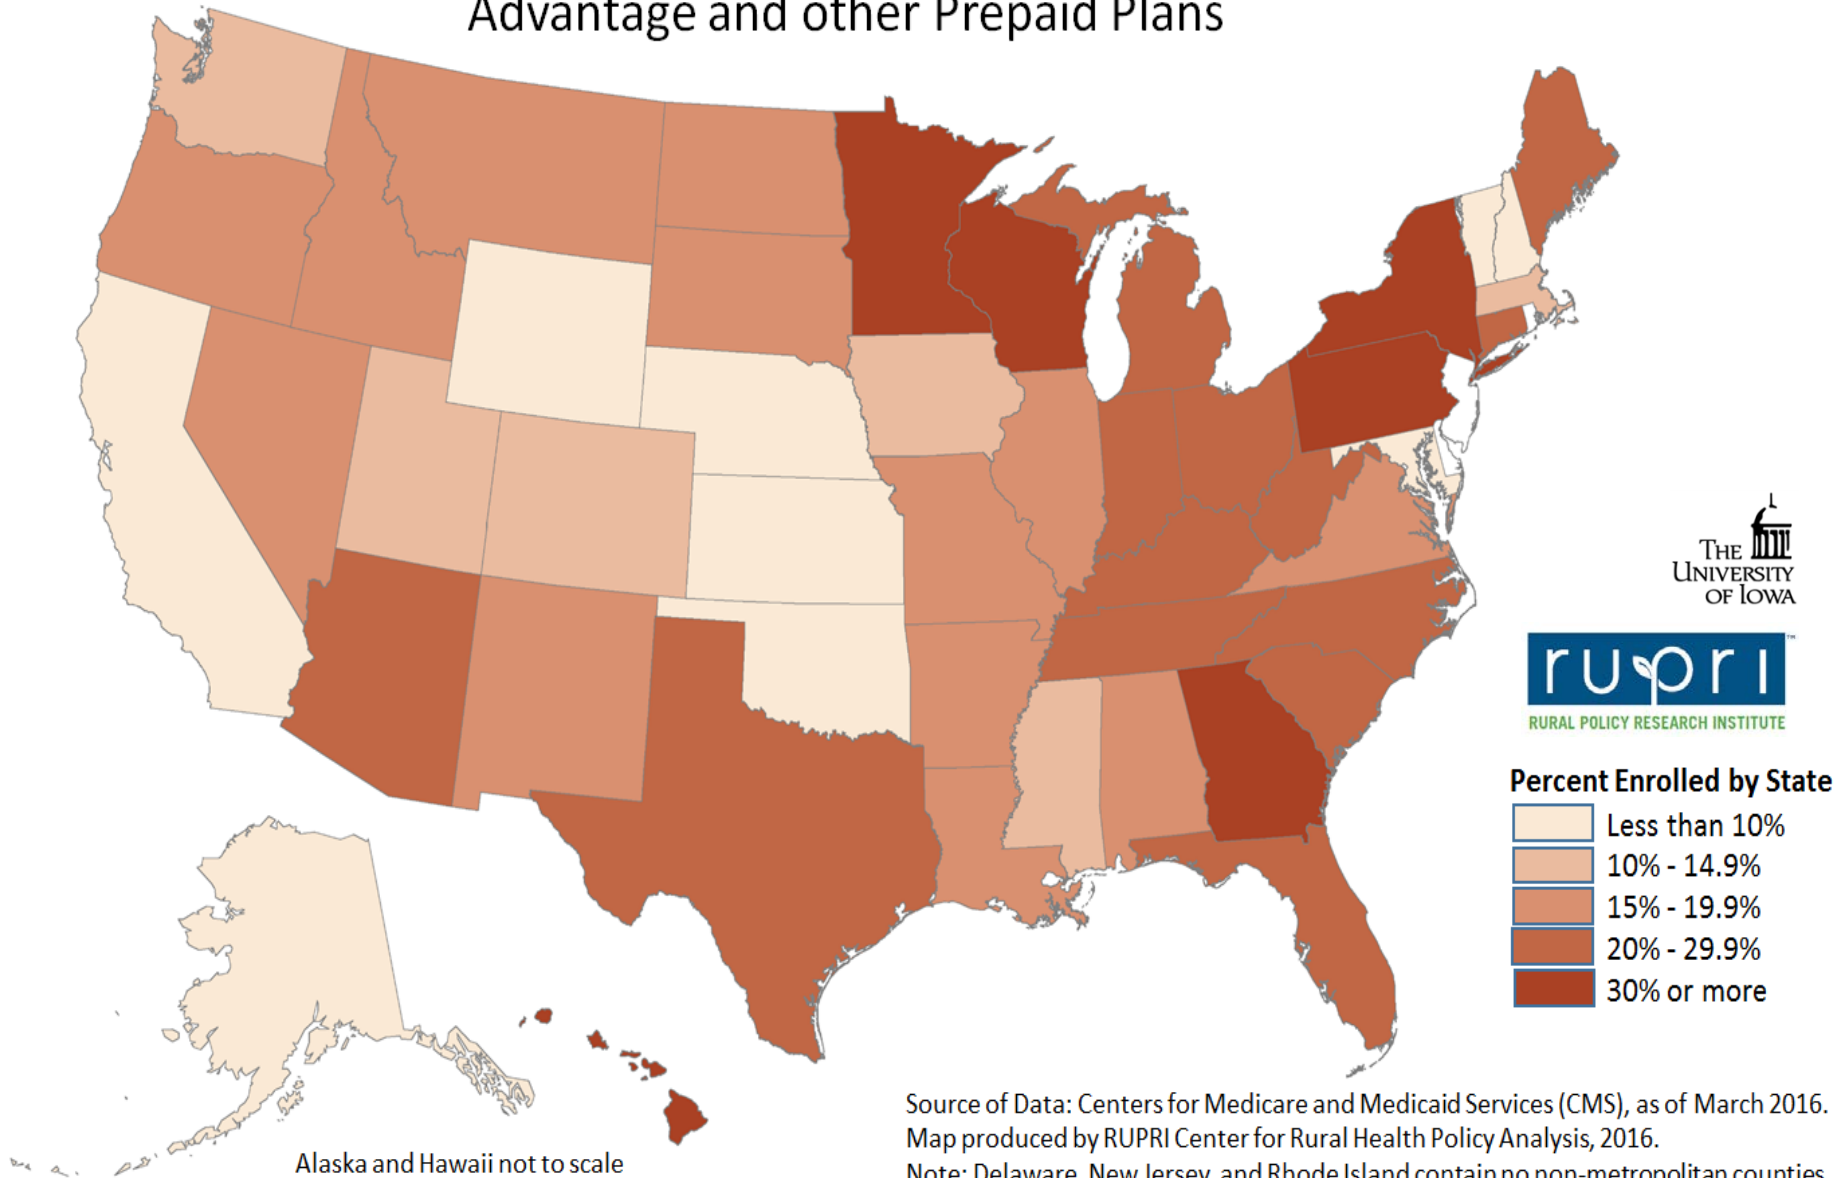 Advantage and other Prepaid Plans
THE
UNIVERSITY
OF IOWA
rupri
™
RURAL POLICY RESEARCH INSTITUTE
Percent Enrolled by State
Less than 10%
10% - 14.9%
15% - 19.9%
20% - 29.9%
30% or more
Source of Data: Centers for Medicare and Medicaid Services (CMS), as of March 2016.
Map produced by RUPRI Center for Rural Health Policy Analysis, 2016.
Alaska and Hawaii not to scale
Note: Delaware, New Jersey, and Rhode Island contain no non-metropolitan counties